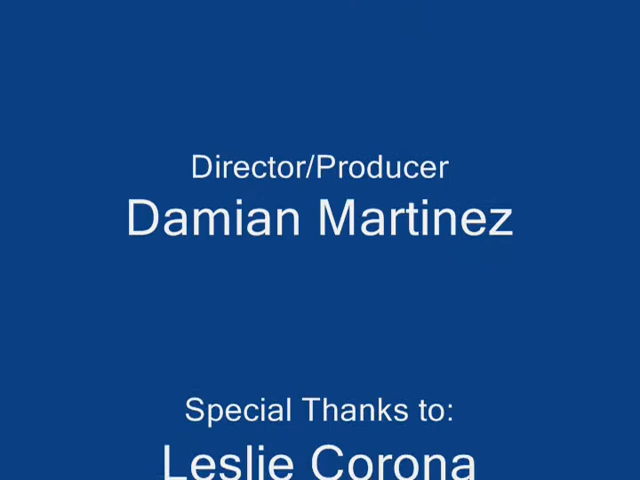 Director/Producer
Damian Martinez
Special Thanks to:
Leslie Corona